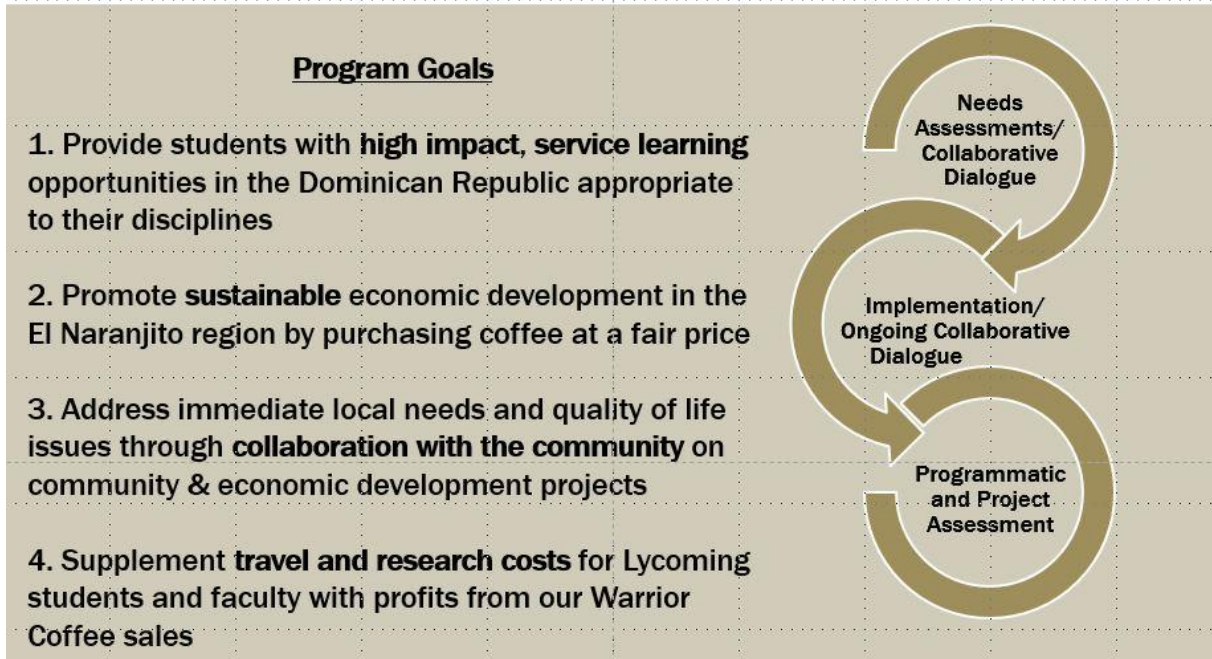 Program Goals
1. Provide students with high impact, service learning
opportunities in the Dominican Republic appropriate
to their disciplines
2. Promote sustainable economic development in the
El Naranjito region by purchasing coffee at a fair price
3. Address immediate local needs and quality of life
issues through collaboration with the community on
community & economic development projects
4. Supplement travel and research costs for Lycoming
students and faculty with profits from our Warrior
Coffee sales
Needs
Assessments/
Collaborative
Dialogue
Implementation/
Ongoing Collaborative
Dialogue
Programmatic
and Project
Assessment